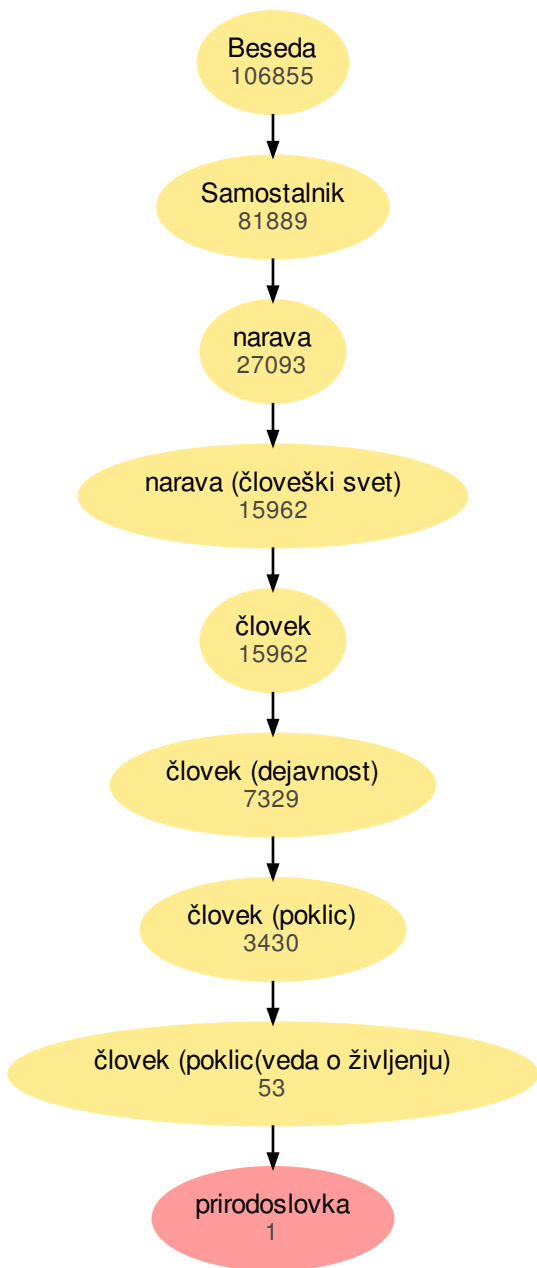 Beseda
106855
Samostalnik
81889
narava
27093
narava (človeški svet)
15962
človek
15962
človek (dejavnost)
7329
človek (poklic)
3430
človek (poklic(veda o življenju)
53
prirodoslovka
1